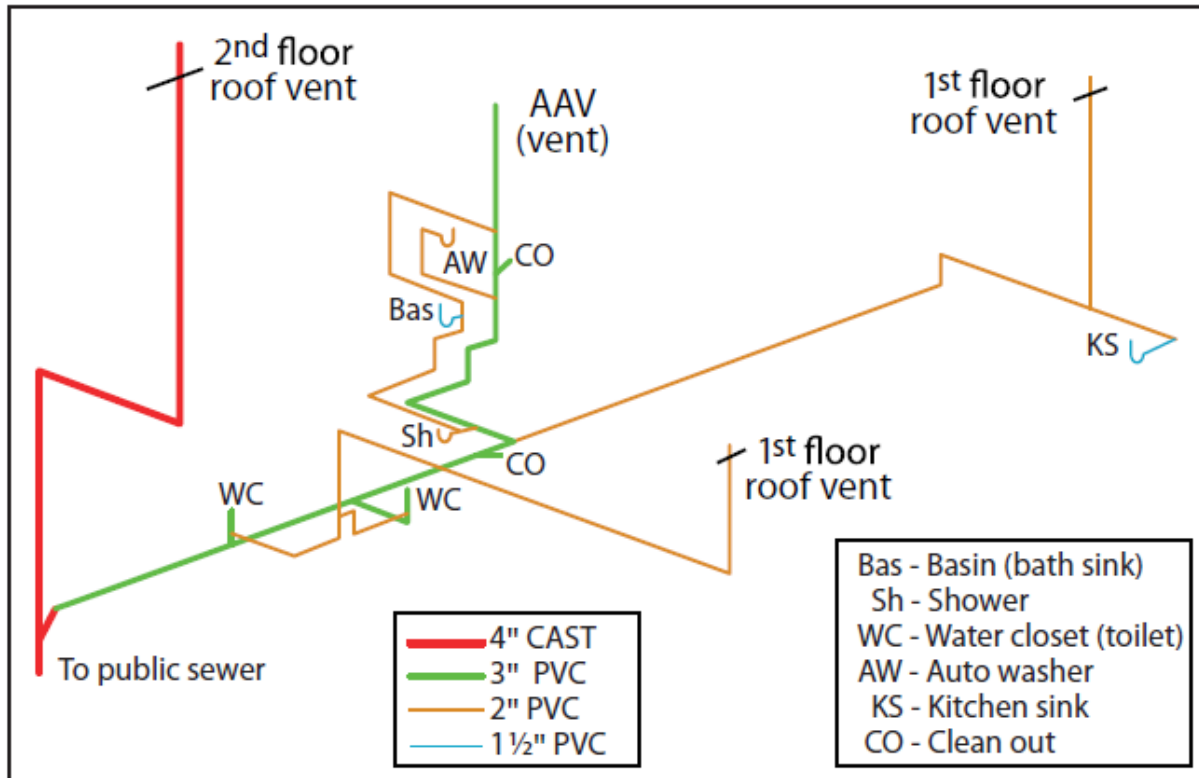 2nd floor
roof vent
AAV
(vent)
1st floor
roof vent
AW
CO
Bas
KS
Sh
CO
1st floor
roof vent
WC
WC
To public sewer
4" CAST
3" PVC
2" PVC
1½" PVC
Bas - Basin (bath sink)
Sh - Shower
WC - Water closet (toilet)
AW - Auto washer
KS - Kitchen sink
CO - Clean out